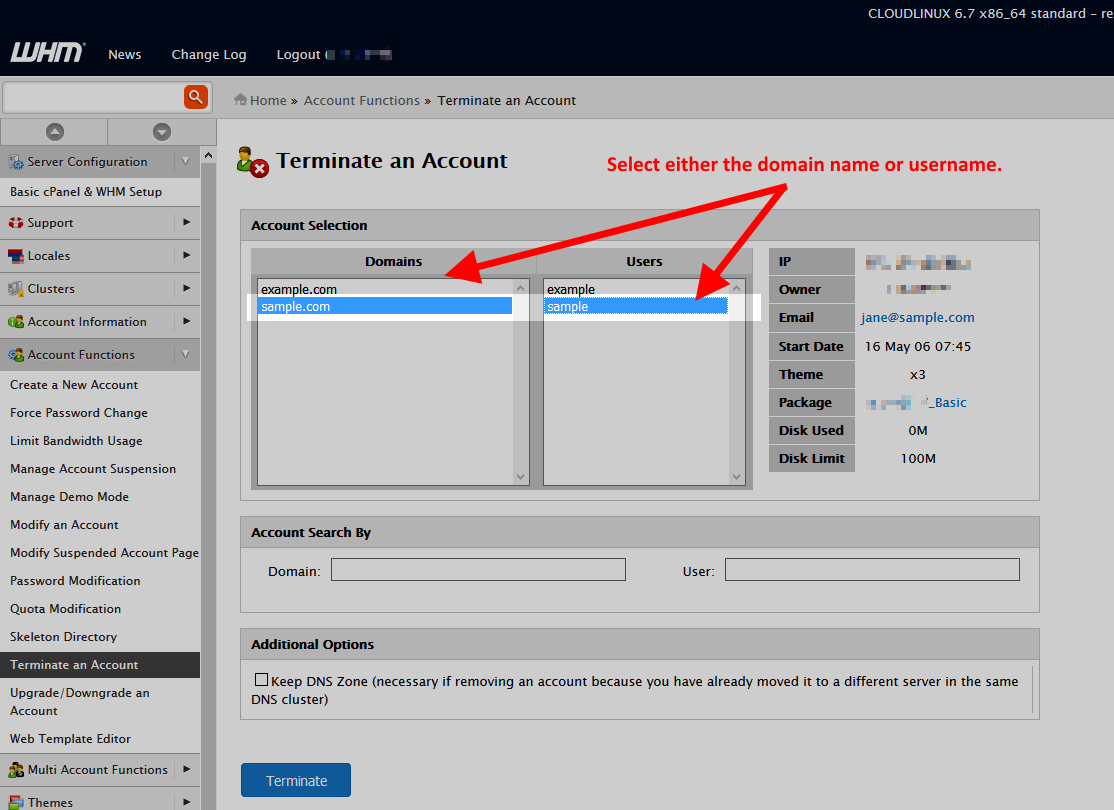 CLOUDLINUX 6.7 x86_64 standard – re
WHM
News
Change Log
Logout (
Home » Account Functions » Terminate an Account
Server Configuration
Basic cPanel & WHM Setup
Support
Locales
Clusters
Account Information
Account Functions
Create a New Account
Force Password Change
Limit Bandwidth Usage
Manage Account Suspension
Manage Demo Mode
Modify an Account
Modify Suspended Account Page
Password Modification
Quota Modification
Skeleton Directory
Terminate an Account
Upgrade/Downgrade an
Account
Web Template Editor
Multi Account Functions
Themes
Terminate an Account
Select either the domain name or username.
Account Selection
Domains
Users
example.com
example
sample.com
sample
IP
Owner
Email jane@sample.com
Start Date 16 May 06 07:45
Theme x3
Package _Basic
Disk Used 0M
Disk Limit 100M
Account Search By
Domain:
User:
Additional Options
Keep DNS Zone (necessary if removing an account because you have already moved it to a different server in the same
DNS cluster)
Terminate